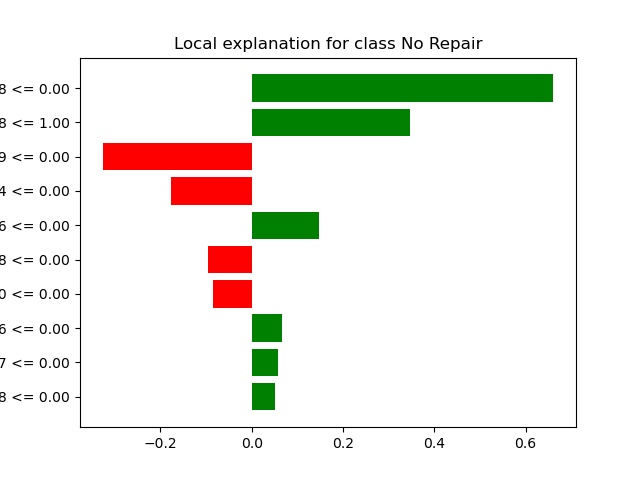 Local explanation for class No Repair
8 <= 0.00
8 <= 1.00
9 <= 0.00
4 <= 0.00
6 <= 0.00
8 <= 0.00
0 <= 0.00
6 <= 0.00
7 <= 0.00
8 <= 0.00
−0.2 0.0 0.2 0.4 0.6